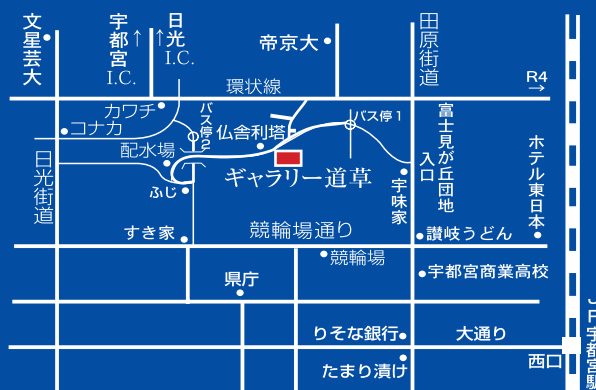 文星芸大
宇都宮I.C.
↑
日光I.C.
↑
帝京大
田原街道
R4
→
環状線
カワチ
コナカ
バス停2
仏舎利塔
バス停1
富士見が丘団地
入口
ホテル東日本
配水場
日光街道
ふじ
ギャラリー道草
宇味家
すき家
競輪場通り
讃岐うどん
競輪場
宇都宮商業高校
県庁
りそな銀行
大通り
JR宇都宮駅
西口
たまり漬け